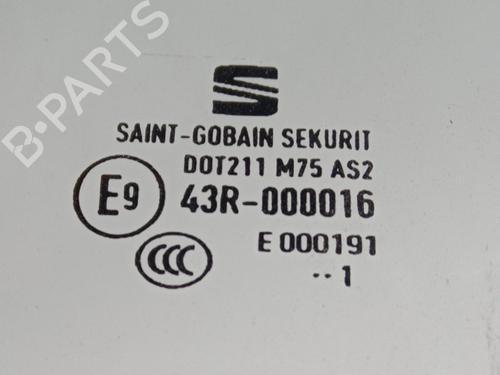 B-PARTS
SAINT-GOBAIN SEKURIT
DOT211 M75 AS2
E9 43R-000016
CCC E 000191
··1